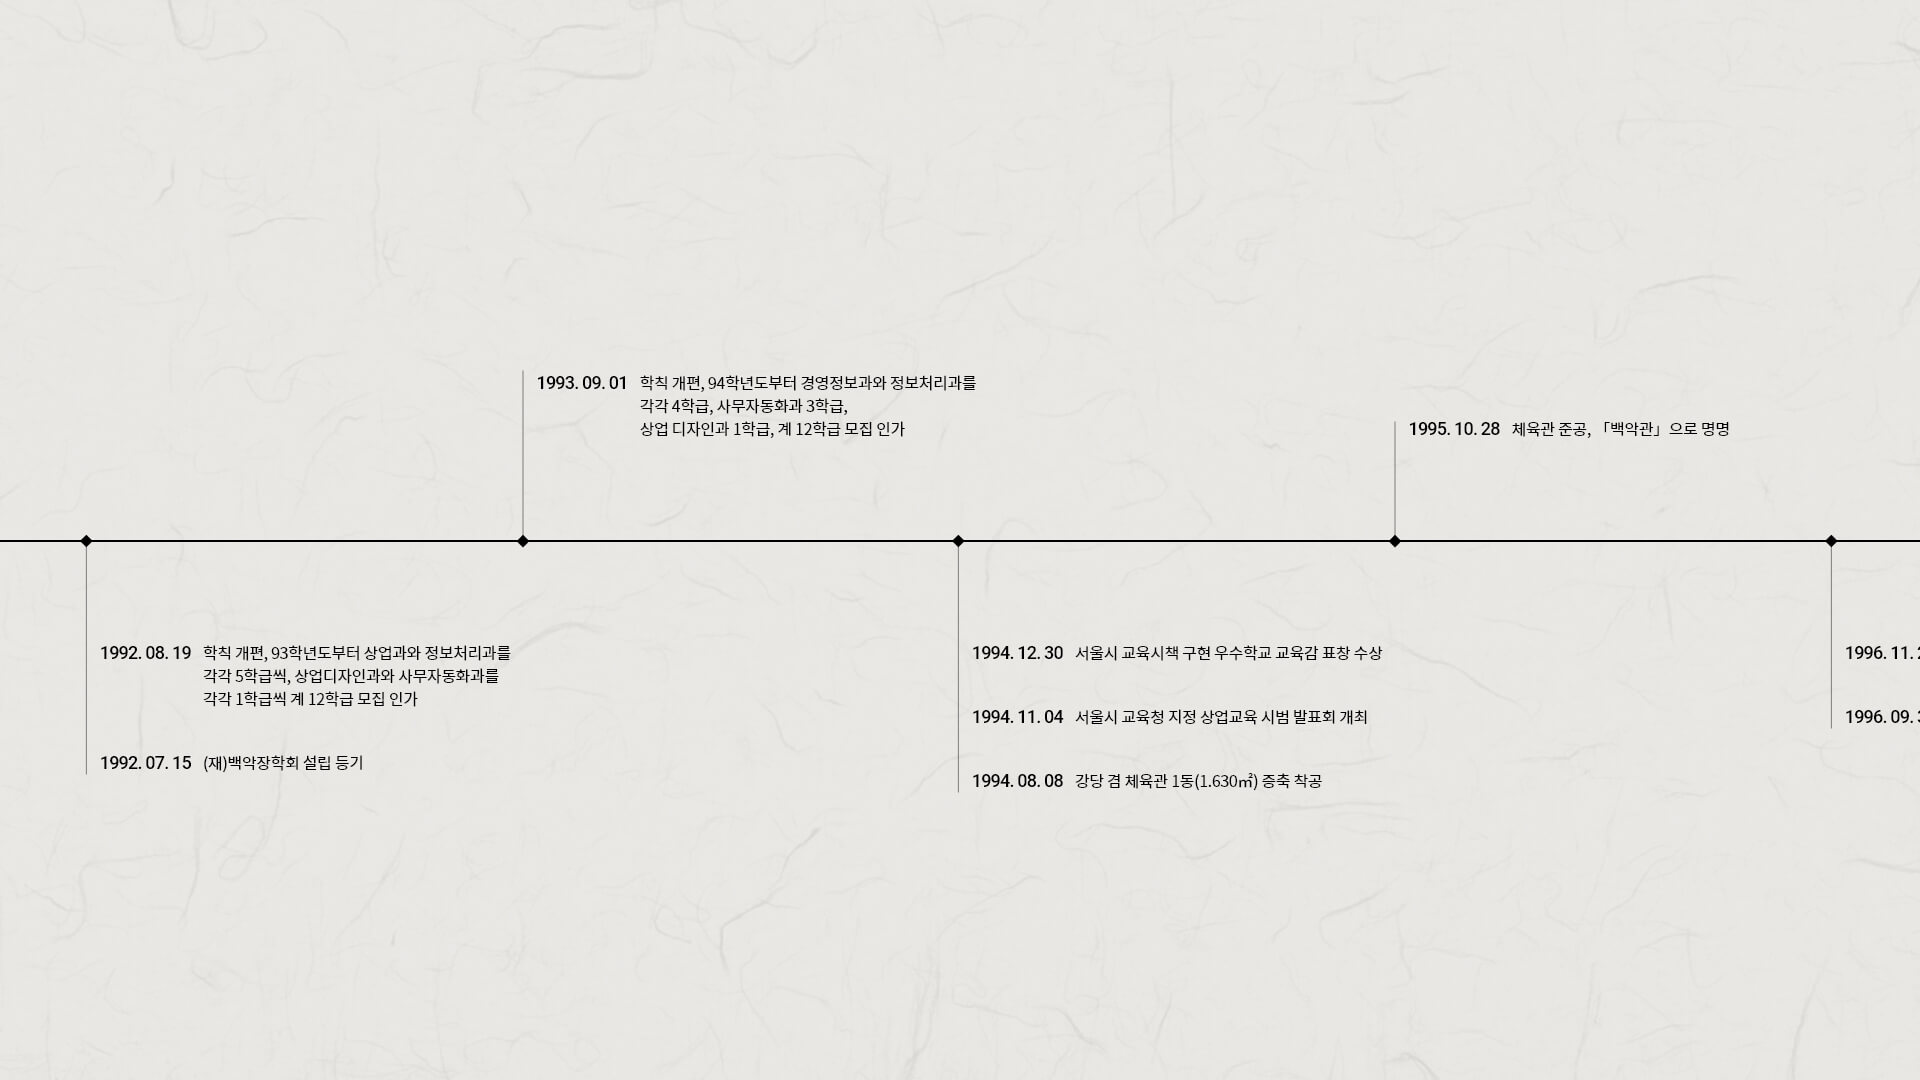 1993. 09. 01 학칙 개편, 94학년도부터 경영정보과와 정보처리과를
각각 4학급, 사무자동화과 3학급,
상업 디자인과 1학급, 계 12학급 모집 인가
1995. 10. 28 체육관 준공, 「백악관」으로 명명
1992. 08. 19 학칙 개편, 93학년도부터 상업과와 정보처리과를
각각 5학급씩, 상업디자인과와 사무자동화과를
각각 1학급씩 계 12학급 모집 인가
1992. 07. 15 (재)백악장학회 설립 등기
1994. 12. 30 서울시 교육시책 구현 우수학교 교육감 표창 수상
1994. 11. 04 서울시 교육청 지정 상업교육 시범 발표회 개최
1994. 08. 08 강당 겸 체육관 1동(1.630㎡) 증축 착공
1996. 11.
1996. 09.